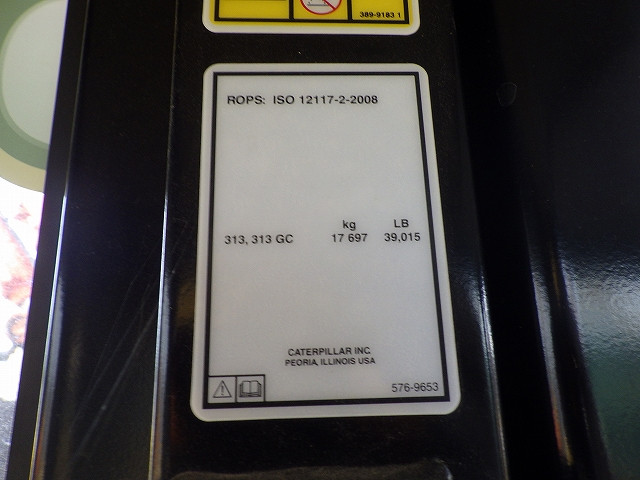 389-9183 1
ROPS: ISO 12117-2-2008
kg LB
313, 313 GC 17 697 39,015
CATERPILLAR INC
PEORIA, ILLINOIS USA
576-9653